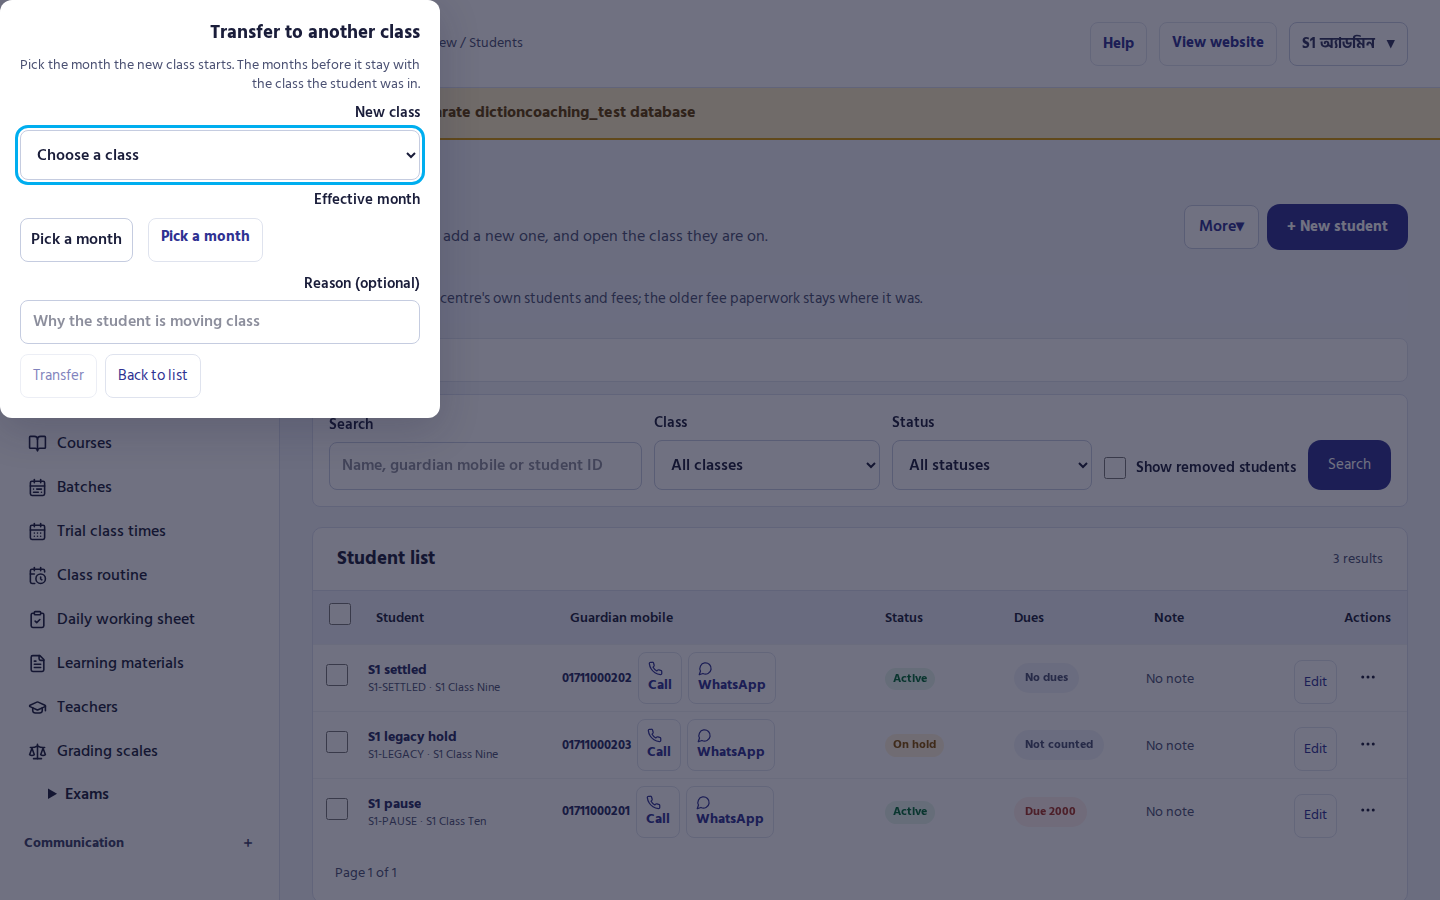 Transfer to another class
Pick the month the new class starts. The months before it stay with
the class the student was in.
New class
Choose a class
Effective month
Pick a month
Pick a month
Reason (optional)
Why the student is moving class
Transfer
Back to list
ew / Students
Help
View website
S1 অ্যাডমিন ▾
rate dictioncoaching_test database
add a new one, and open the class they are on.
More▾
+ New student
centre's own students and fees; the older fee paperwork stays where it was.
Courses
Batches
Trial class times
Class routine
Daily working sheet
Learning materials
Teachers
Grading scales
▶ Exams
Communication +
Search
Name, guardian mobile or student ID
Class
All classes
Status
All statuses
Show removed students
Search
Student list
3 results
Student Guardian mobile Status Dues Note Actions
S1 settled
S1-SETTLED · S1 Class Nine
01711000202 Call WhatsApp Active No dues No note Edit ···
S1 legacy hold
S1-LEGACY · S1 Class Nine
01711000203 Call WhatsApp On hold Not counted No note Edit ···
S1 pause
S1-PAUSE · S1 Class Ten
01711000201 Call WhatsApp Active Due 2000 No note Edit ···
Page 1 of 1